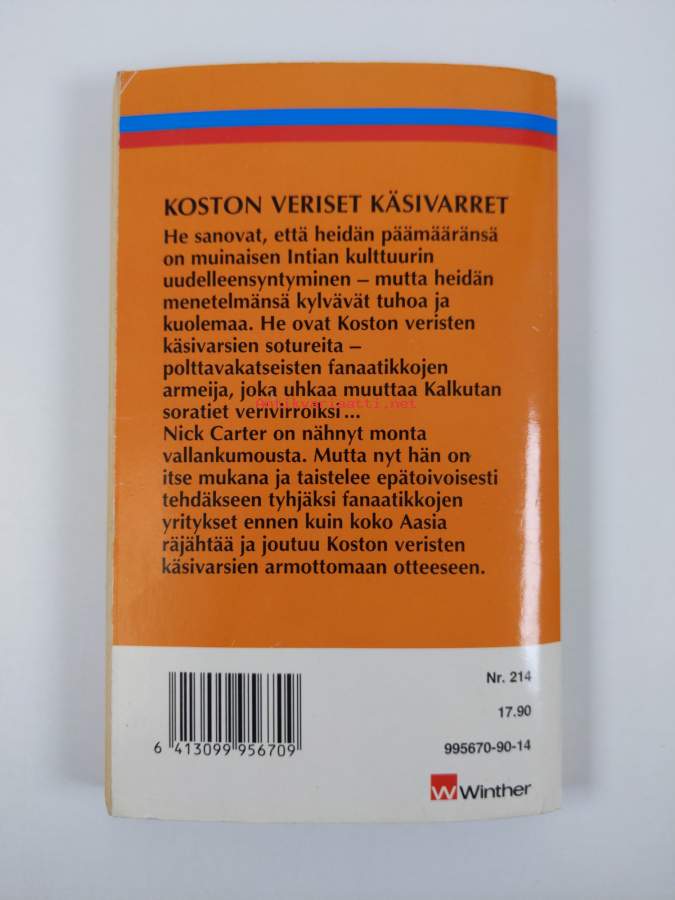 KOSTON VERISET KÄSIVARRET
He sanovat, että heidän päämääränsä
on muinaisen Intian kulttuurin
uudelleensyntyminen – mutta heidän
menetelmänsä kylvävät tuhoa ja
kuolemaa. He ovat Koston veristen
käsivarsien sotureita –
polttavakatseisten fanaatikkojen
armeija, joka uhkaa muuttaa Kalkutan
Antikvariaatti.net
soratiet verivirroiksi...
Nick Carter on nähnyt monta
vallankumousta. Mutta nyt hän on
itse mukana ja taistelee epätoivoisesti
tehdäkseen tyhjäksi fanaatikkojen
yritykset ennen kuin koko Aasia
räjähtää ja joutuu Koston veristen
käsivarsien armottomaan otteeseen.
Nr. 214
17.90
6 413099 956709
995670-90-14
W Winther